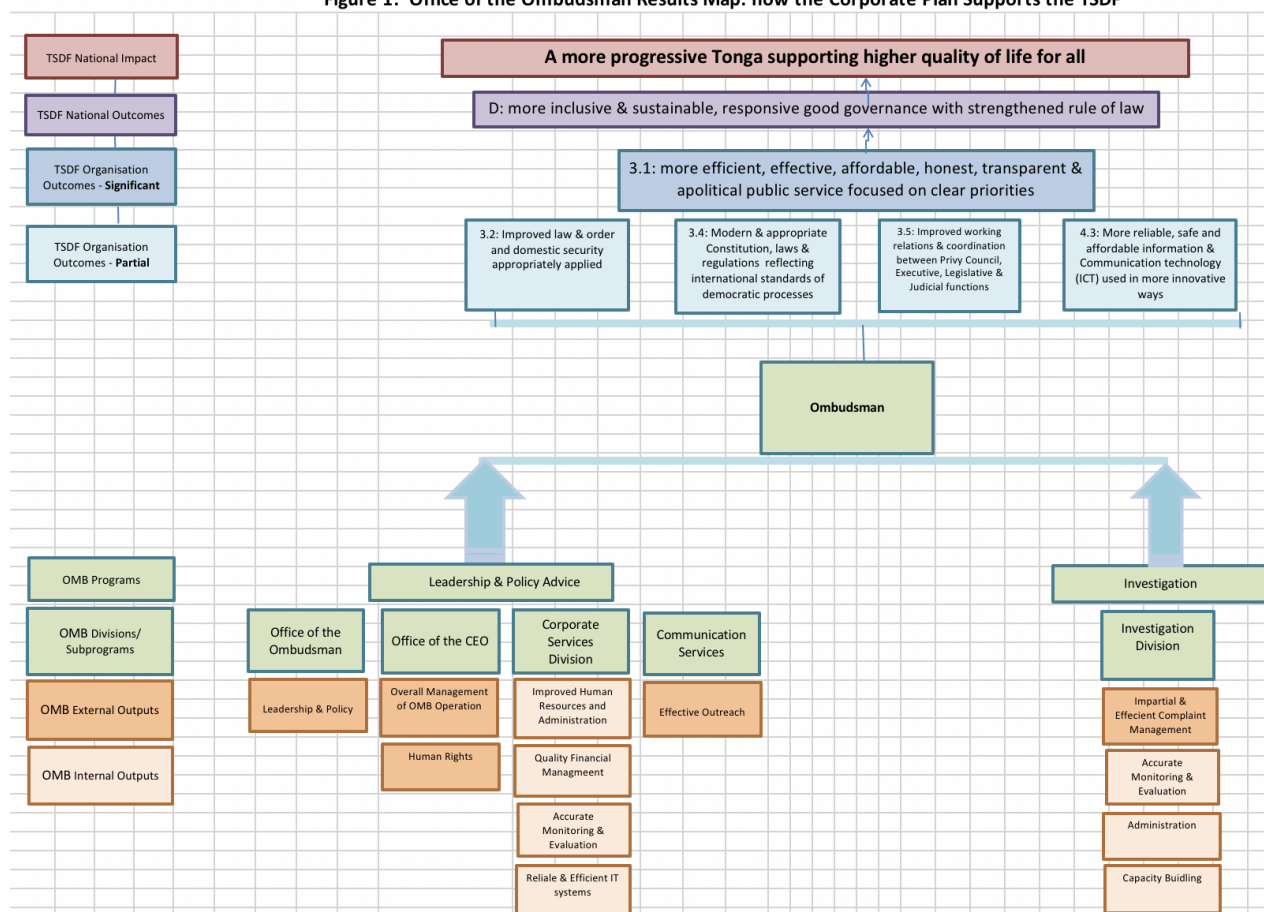 Figure 1: Office of the Ombudsman Results Map: how the Corporate Plan Supports the TSDF
TSDF National Impact
A more progressive Tonga supporting higher quality of life for all
TSDF National Outcomes
D: more inclusive & sustainable, responsive good governance with strengthened rule of law
TSDF Organisation
Outcomes - Significant
3.1: more efficient, effective, affordable, honest, transparent &
apolitical public service focused on clear priorities
TSDF Organisation
Outcomes - Partial
3.2: Improved law & order
and domestic security
appropriately applied
3.4: Modern & appropriate
Constitution, laws &
regulations reflecting
international standards of
democratic processes
3.5: Improved working
relations & coordination
between Privy Council,
Executive, Legislative &
Judicial functions
4.3: More reliable, safe and
affordable information &
Communication technology
(ICT) used in more innovative
ways
Ombudsman
OMB Programs
Leadership & Policy Advice
Investigation
OMB Divisions/
Subprograms
Office of the
Ombudsman
Office of the CEO
Corporate
Services
Division
Communication
Services
Investigation
Division
OMB External Outputs
Leadership & Policy
Overall Management
of OMB Operation
Improved Human
Resources and
Administration
Effective Outreach
Impartial &
Effecient Complaint
Management
OMB Internal Outputs
Human Rights
Quality Financial
Managmeent
Accurate
Monitoring &
Evaluation
Accurate
Monitoring &
Evaluation
Administration
Reliale & Efficient IT
systems
Capacity Buidling